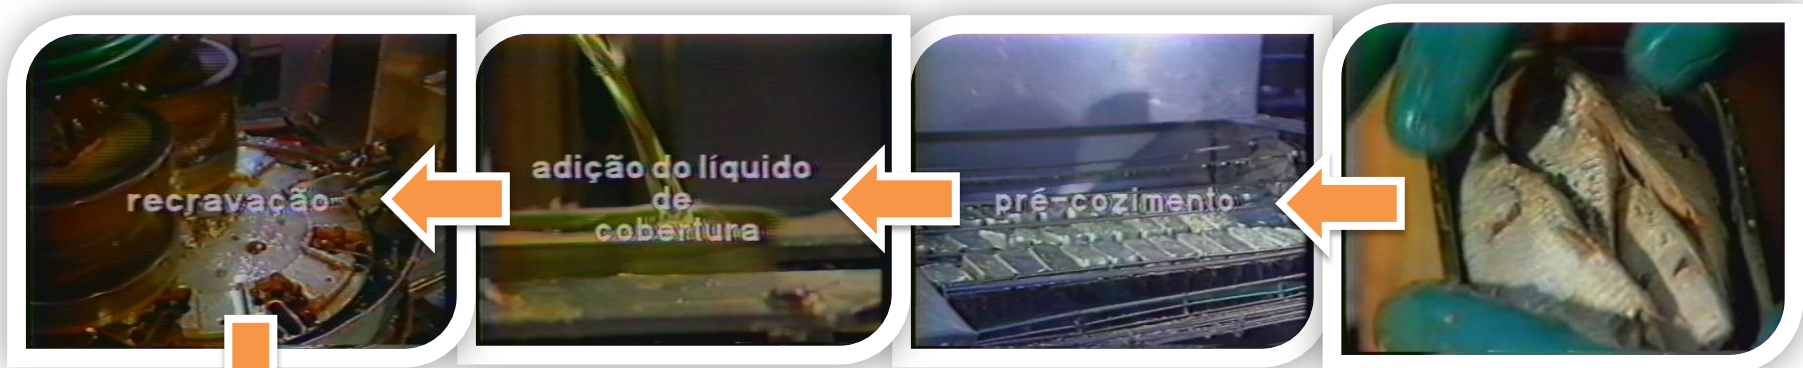 recravação
adição do líquido
de
cobertura
pré-cozimento